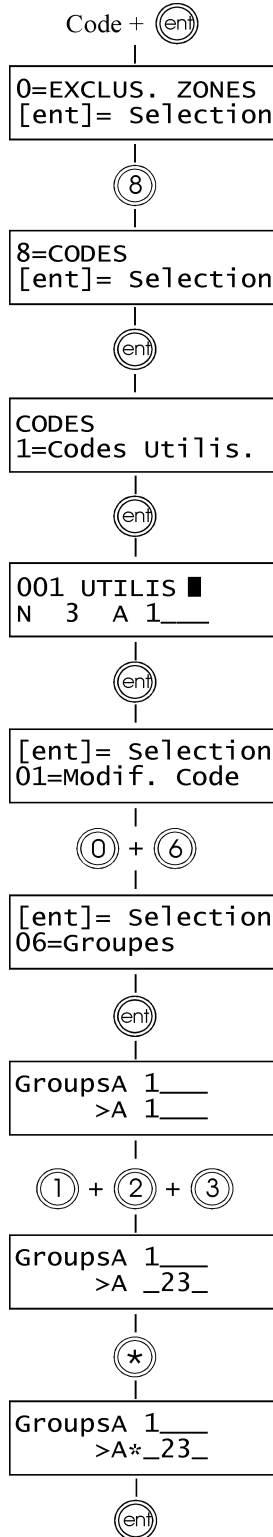 Code + ent
0=EXCLUS. ZONES
[ent]= Selection
8
8=CODES
[ent]= Selection
ent
CODES
1=Codes Utilis.
ent
001 UTILIS
N 3 A 1___
ent
[ent]= Selection
01=Modif. Code
0 + 6
[ent]= Selection
06=Groupes
ent
GroupsA 1___
>A 1___
1 + 2 + 3
GroupsA 1___
>A _23_
*
GroupsA 1___
>A*_23_
ent